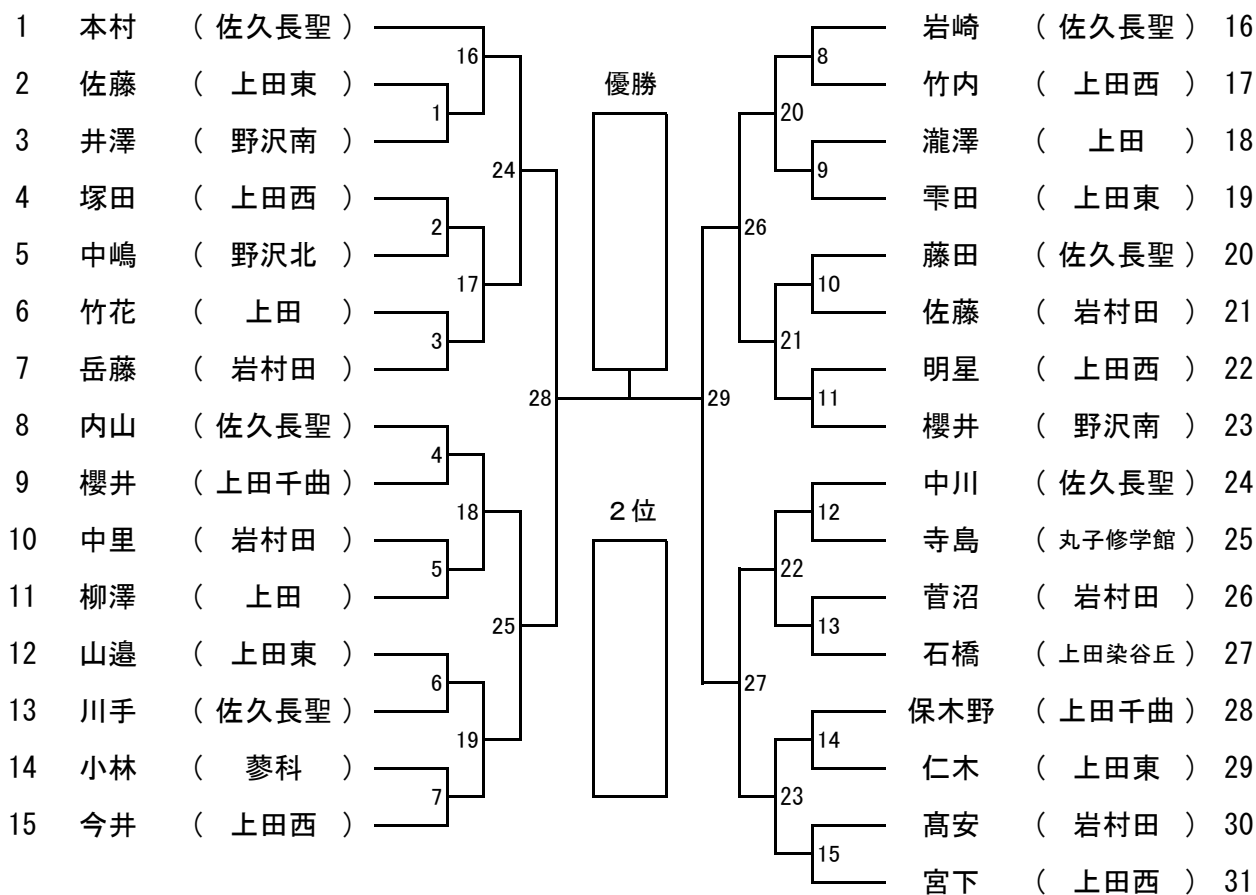 1 本村 ( 佐久長聖 )
2 佐藤 ( 上田東 )
3 井澤 ( 野沢南 )
4 塚田 ( 上田西 )
5 中嶋 ( 野沢北 )
6 竹花 ( 上田 )
7 岳藤 ( 岩村田 )
8 内山 ( 佐久長聖 )
9 櫻井 ( 上田千曲 )
10 中里 ( 岩村田 )
11 柳澤 ( 上田 )
12 山邉 ( 上田東 )
13 川手 ( 佐久長聖 )
14 小林 ( 蓼科 )
15 今井 ( 上田西 )
16
1
24
2
17
3
28
4
18
5
25
6
19
7
優勝
2位
29
8
20
9
26
10
21
11
12
22
13
27
14
23
15
岩崎 ( 佐久長聖 ) 16
竹内 ( 上田西 ) 17
瀧澤 ( 上田 ) 18
雫田 ( 上田東 ) 19
藤田 ( 佐久長聖 ) 20
佐藤 ( 岩村田 ) 21
明星 ( 上田西 ) 22
櫻井 ( 野沢南 ) 23
中川 ( 佐久長聖 ) 24
寺島 ( 丸子修学館 ) 25
菅沼 ( 岩村田 ) 26
石橋 ( 上田染谷丘 ) 27
保木野 ( 上田千曲 ) 28
仁木 ( 上田東 ) 29
髙安 ( 岩村田 ) 30
宮下 ( 上田西 ) 31